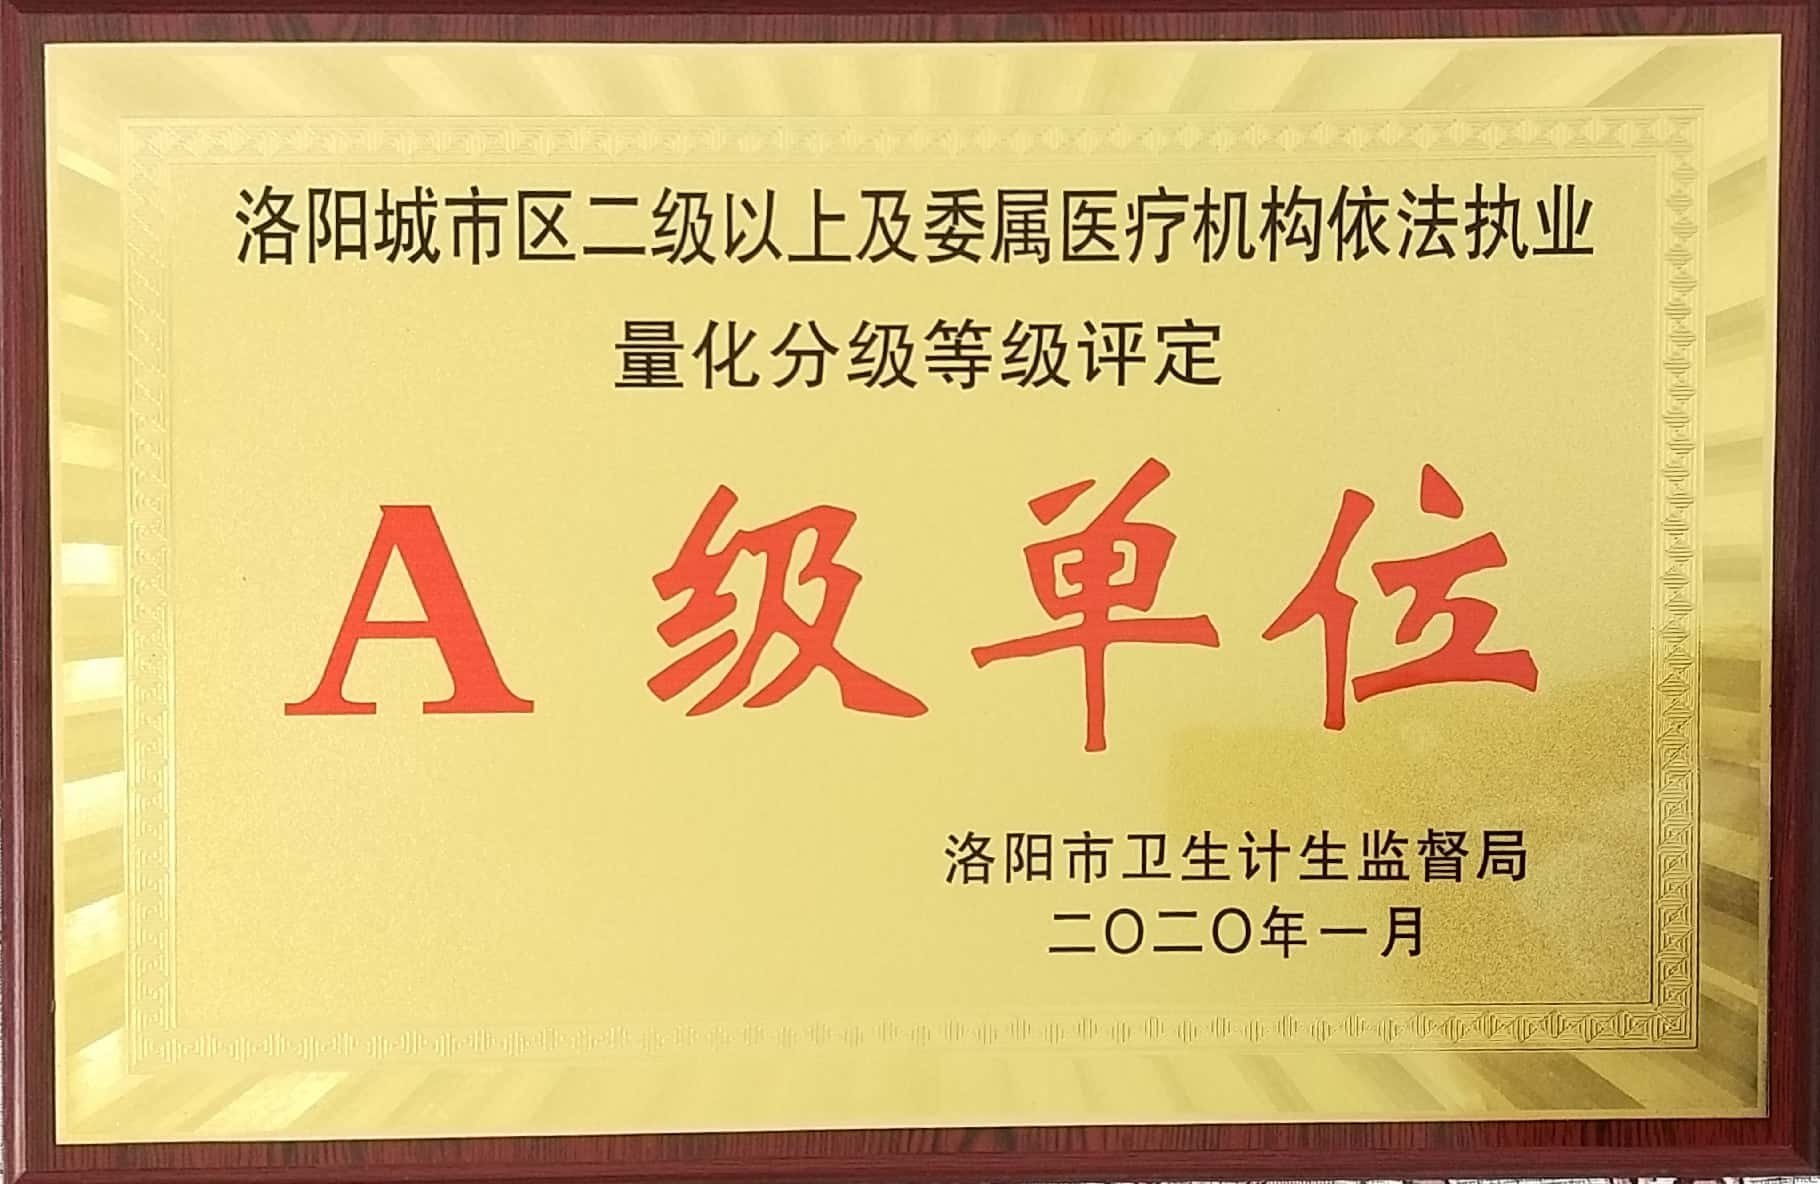 洛阳城市区二级以上及委属医疗机构依法执业
量化分级等级评定
A 级单位
洛阳市卫生计生监督局
二〇二〇年一月